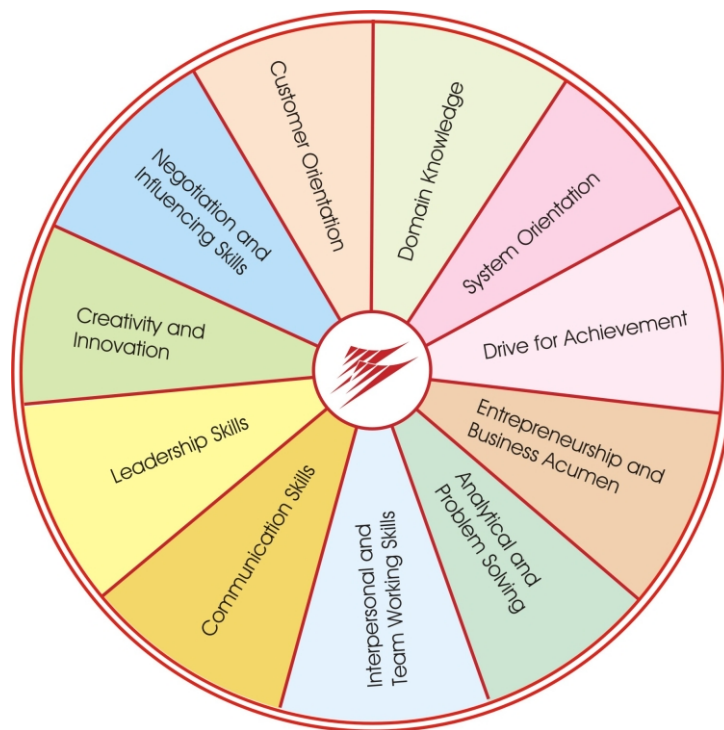 Domain Knowledge
System Orientation
Drive for Achievement
Entrepreneurship and
Business Acumen
Analytical and
Problem Solving
Interpersonal and
Team Working Skills
Communication Skills
Leadership Skills
Creativity and
Innovation
Negotiation and
Influencing Skills
Customer Orientation